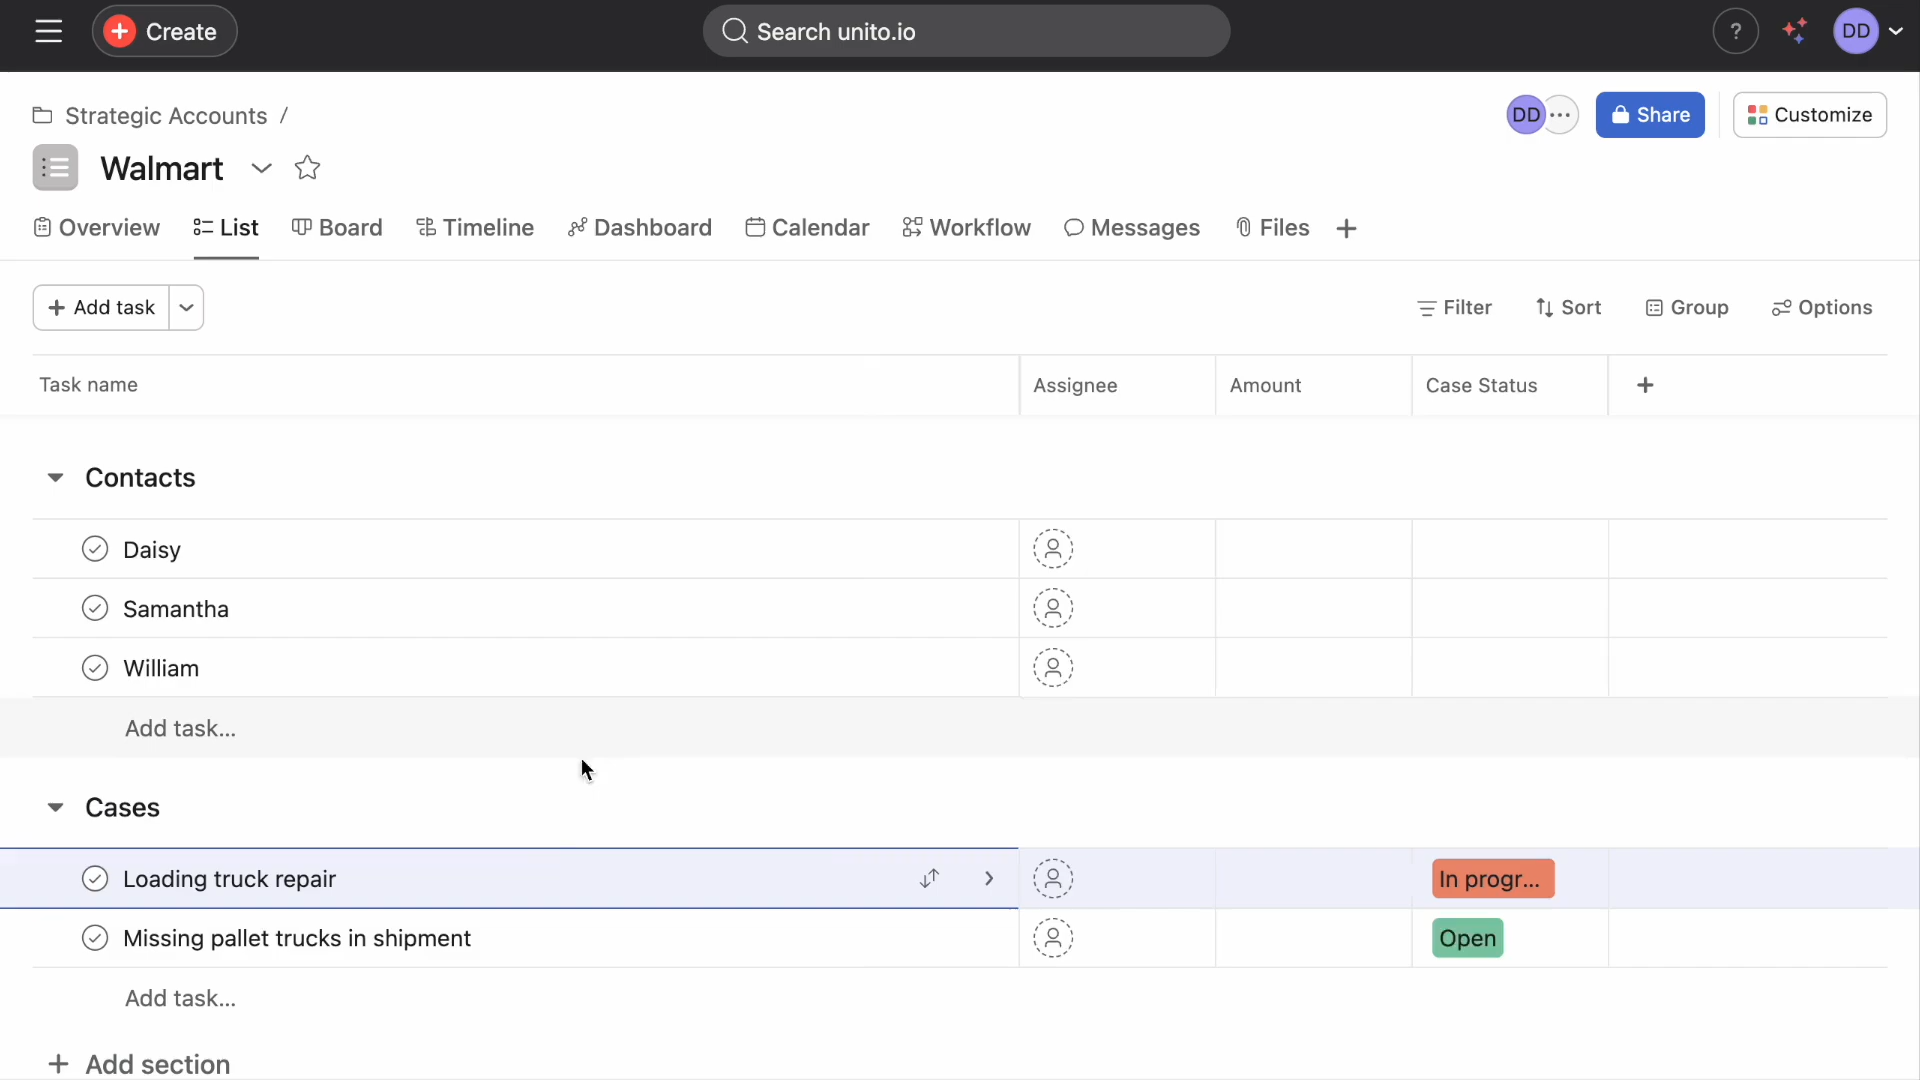 Create
Search unito.io
?
DD
Strategic Accounts /
DD
Share
Customize
Walmart
Overview
List
Board
Timeline
Dashboard
Calendar
Workflow
Messages
Files
+
+ Add task
Filter
Sort
Group
Options
Task name
Assignee
Amount
Case Status
+
Contacts
Daisy
Samantha
William
Add task...
Cases
Loading truck repair
In progr...
Missing pallet trucks in shipment
Open
Add task...
+ Add section